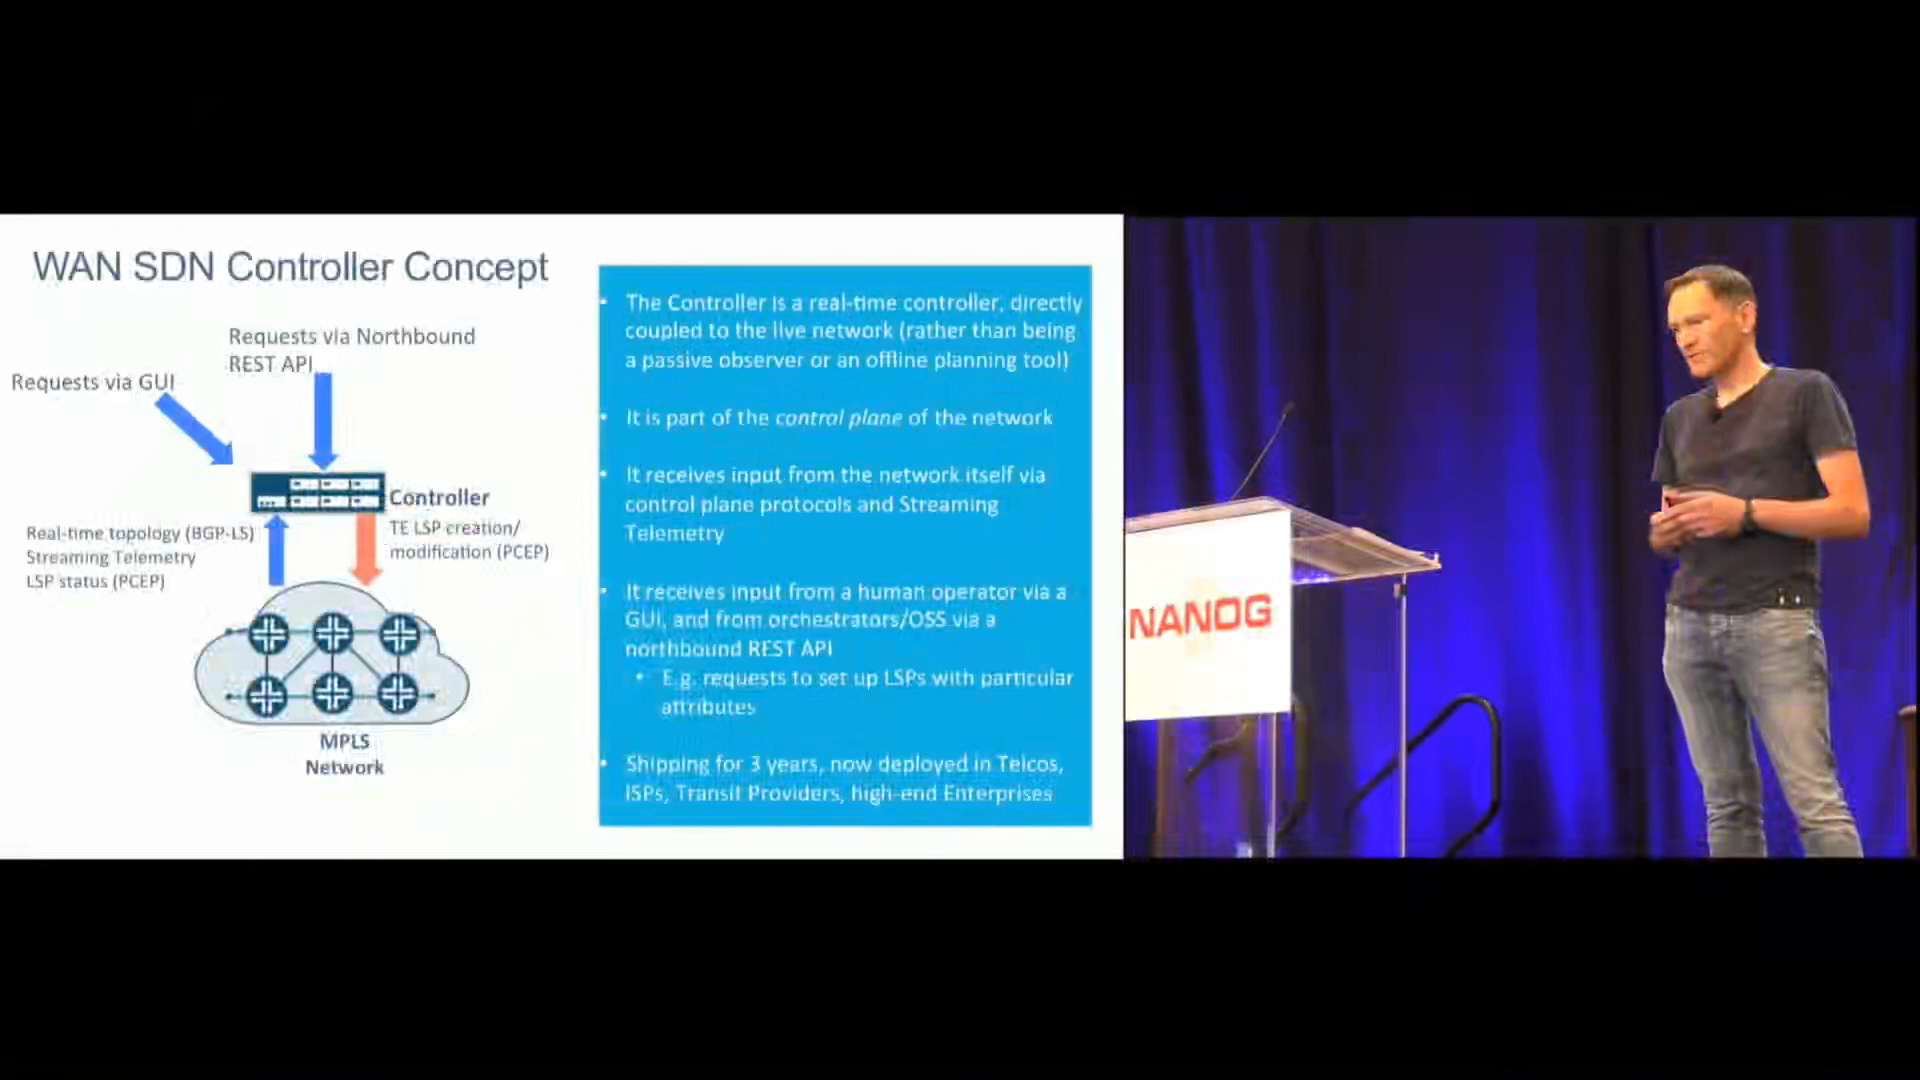 WAN SDN Controller Concept
Requests via Northbound
REST API
Requests via GUI
Controller
Real-time topology (BGP-LS)
Streaming Telemetry
LSP status (PCEP)
TE LSP creation/
modification (PCEP)
MPLS
Network
• The Controller is a real-time controller, directly
coupled to the live network (rather than being
a passive observer or an offline planning tool)
• It is part of the control plane of the network
• It receives input from the network itself via
control plane protocols and Streaming
Telemetry
• It receives input from a human operator via a
GUI, and from orchestrators/OSS via a
northbound REST API
• E.g. requests to set up LSPs with particular
attributes
• Shipping for 3 years, now deployed in Telcos,
ISPs, Transit Providers, high-end Enterprises
NANOG